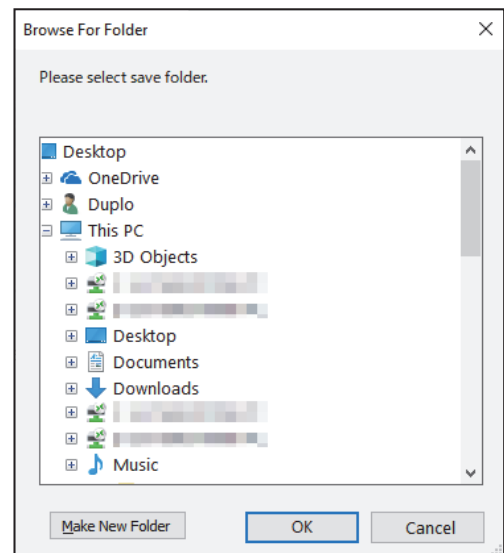 Browse For Folder
Please select save folder.
Desktop
OneDrive
Duplo
This PC
3D Objects
Desktop
Documents
Downloads
Music
Make New Folder
OK
Cancel